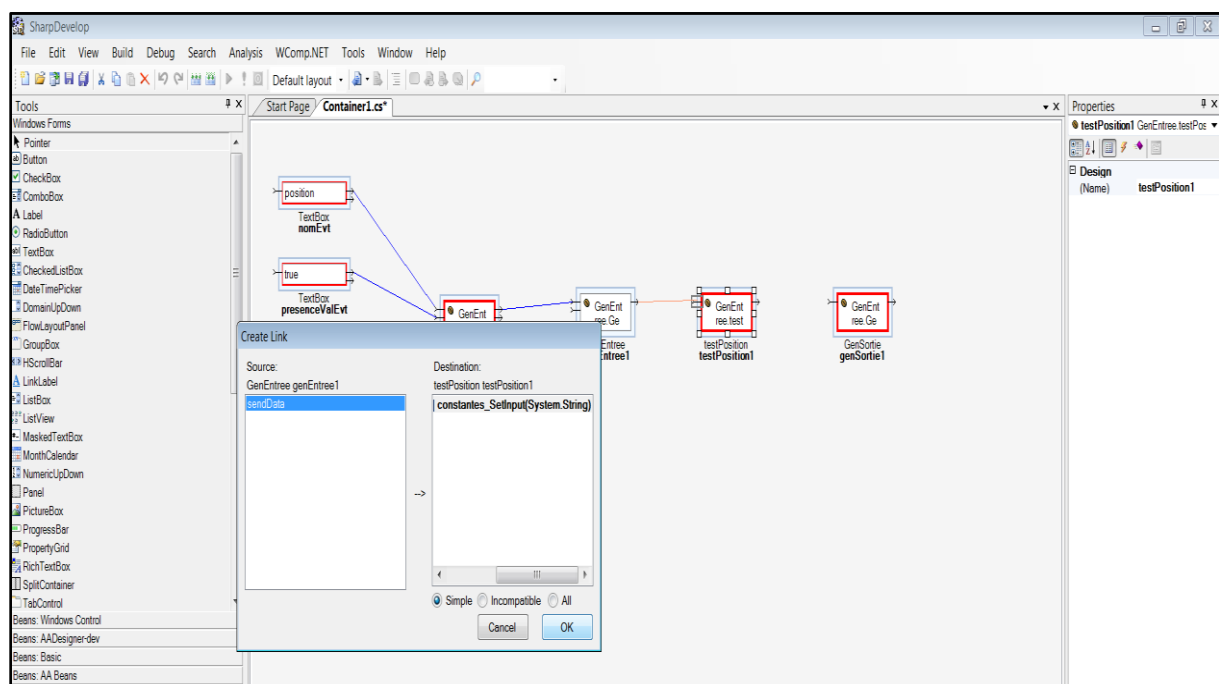 SharpDevelop
File Edit View Build Debug Search Analysis WComp.NET Tools Window Help
Default layout
Tools
Windows Forms
Pointer
Button
CheckBox
ComboBox
A Label
RadioButton
TextBox
CheckedListBox
DateTimePicker
DomainUpDown
FlowLayoutPanel
GroupBox
HScrollBar
LinkLabel
ListBox
ListView
MaskedTextBox
MonthCalendar
NumericUpDown
Panel
PictureBox
ProgressBar
PropertyGrid
RichTextBox
SplitContainer
TabControl
Beans: Windows Control
Beans: AADesigner-dev
Beans: Basic
Beans: AA Beans
Start Page Container1.cs*
position
TextBox
nomEvt
true
TextBox
presenceValEvt
GenEnt
GenEnt
ree.Ge
Entree
Entree1
GenEnt
ree.test
testPosition
testPosition1
GenEnt
ree.Ge
GenSortie
genSortie1
Create Link
Source:
GenEntree genEntree1
sendData
-->
Destination:
testPosition testPosition1
constantes_SetInput(System.String)
Simple Incompatible All
Cancel OK
Properties
testPosition1 GenEntree.testPos
Design
(Name) testPosition1